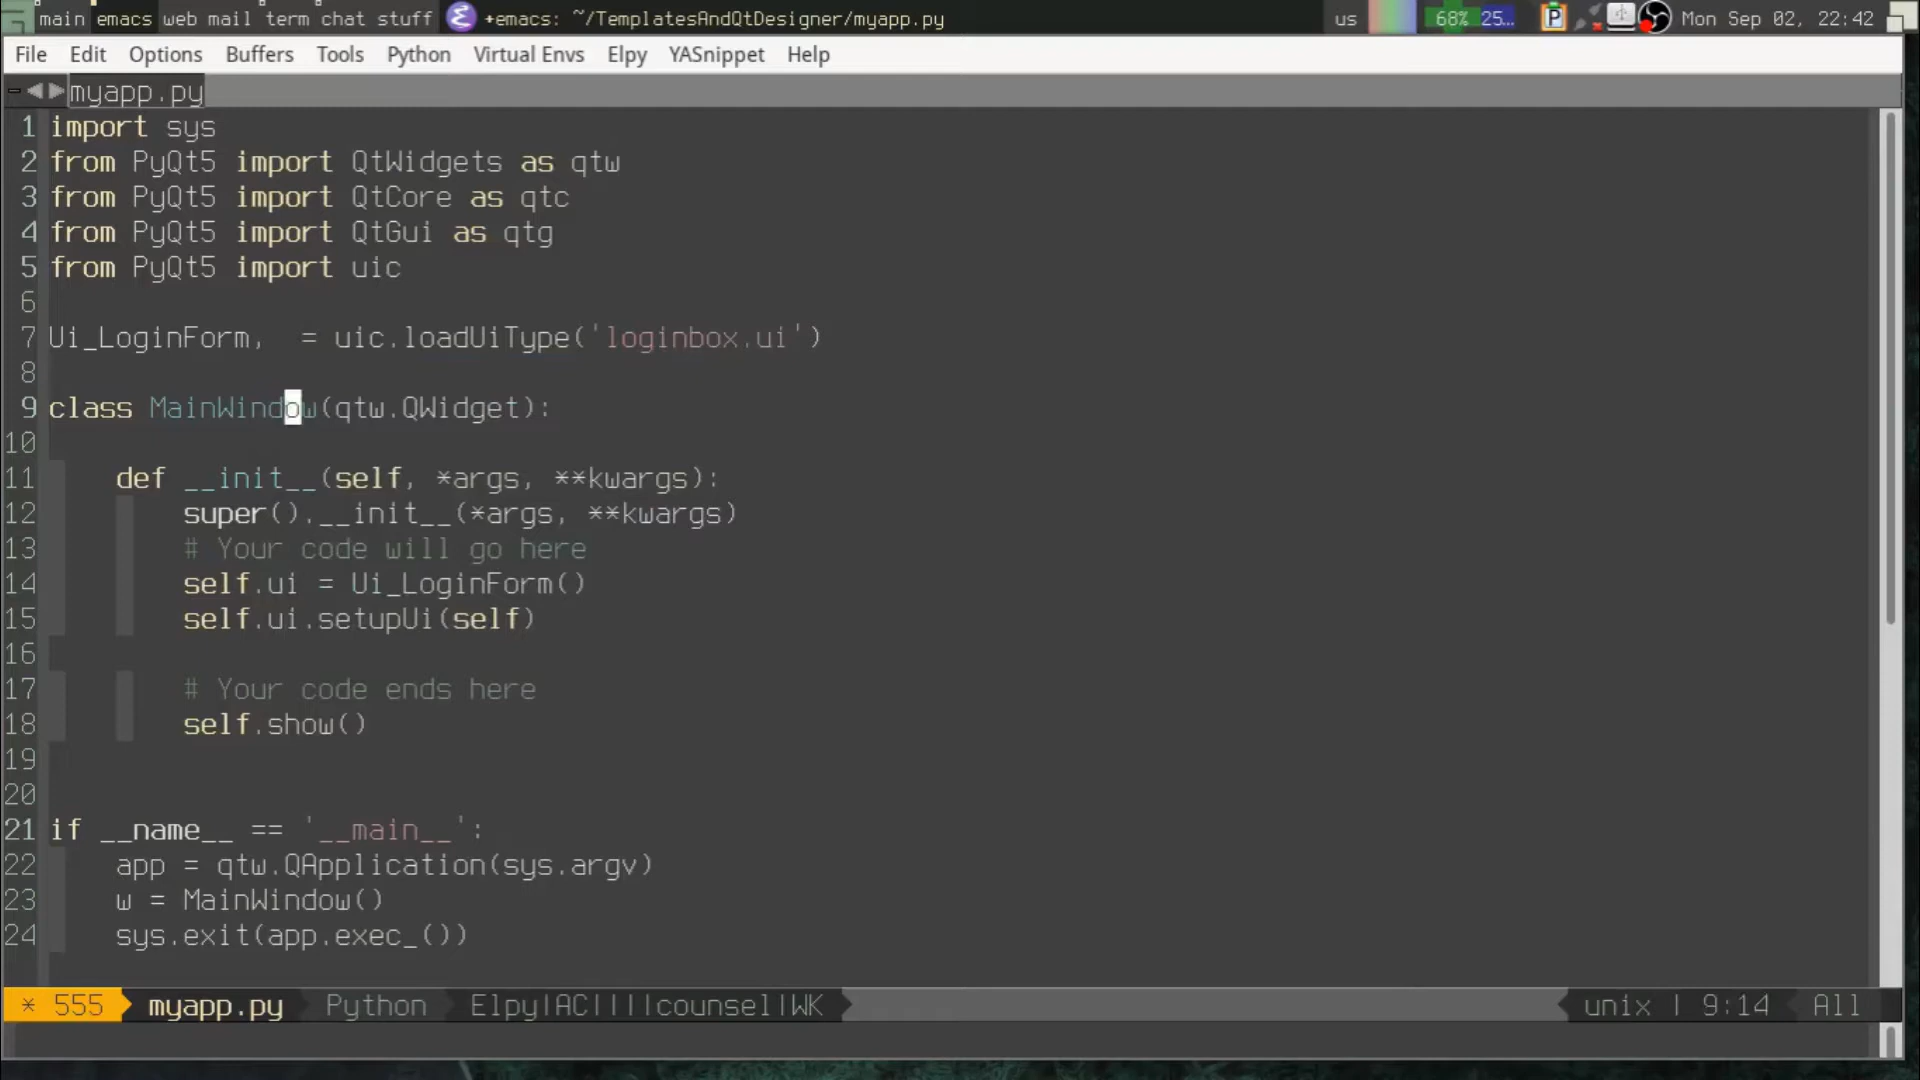 main emacs web mail term chat stuff +emacs: ~/TemplatesAndQtDesigner/myapp.py us 68% 25... P Mon Sep 02, 22:42
File Edit Options Buffers Tools Python Virtual Envs Elpy YASnippet Help
myapp.py
1 import sys
2 from PyQt5 import QtWidgets as qtw
3 from PyQt5 import QtCore as qtc
4 from PyQt5 import QtGui as qtg
5 from PyQt5 import uic
6
7 Ui_LoginForm,  = uic.loadUiType('loginbox.ui')
8
9 class MainWindow(qtw.QWidget):
10
11     def __init__(self, *args, **kwargs):
12         super().__init__(*args, **kwargs)
13         # Your code will go here
14         self.ui = Ui_LoginForm()
15         self.ui.setupUi(self)
16
17         # Your code ends here
18         self.show()
19
20
21 if __name__ == '__main__':
22     app = qtw.QApplication(sys.argv)
23     w = MainWindow()
24     sys.exit(app.exec_())
* 555 myapp.py Python Elpy|AC||||counsel|WK unix | 9:14 All